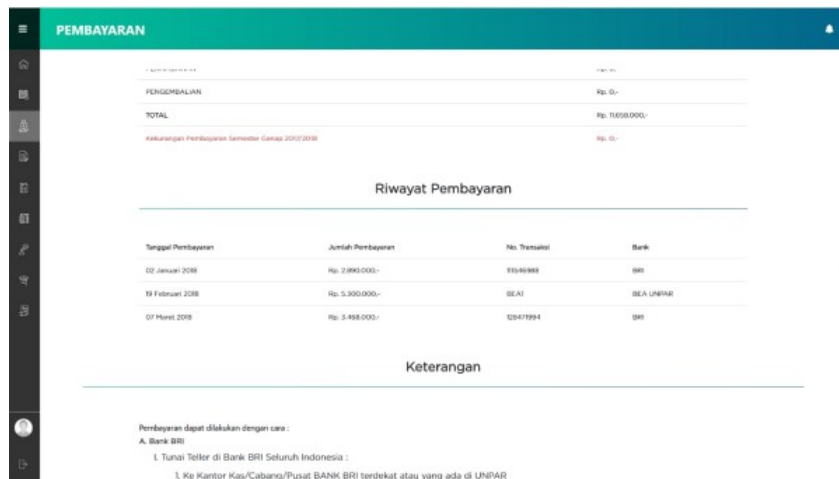 PEMBAYARAN
PENGEMBALIAN Rp. 0,-
TOTAL Rp. 11.658.000,-
Kekurangan Pembayaran Semester Genap 2017/2018 Rp. 0,-
Riwayat Pembayaran
Tanggal Pembayaran Jumlah Pembayaran No. Transaksi Bank
02 Januari 2018 Rp. 2.890.000,- 111546988 BRI
19 Februari 2018 Rp. 5.300.000,- BEA1 BEA UNPAR
07 Maret 2018 Rp. 3.468.000,- 128471994 BRI
Keterangan
Pembayaran dapat dilakukan dengan cara :
A. Bank BRI
I. Tunai Teller di Bank BRI Seluruh Indonesia :
1. Ke Kantor Kas/Cabang/Pusat BANK BRI terdekat atau yang ada di UNPAR